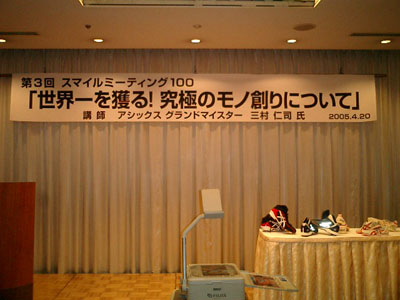 第3回 スマイルミーティング100
「世界一を獲る! 究極のモノ創りについて」
講師 アシックス グランドマイスター 三村 仁司 氏 2005.4.20